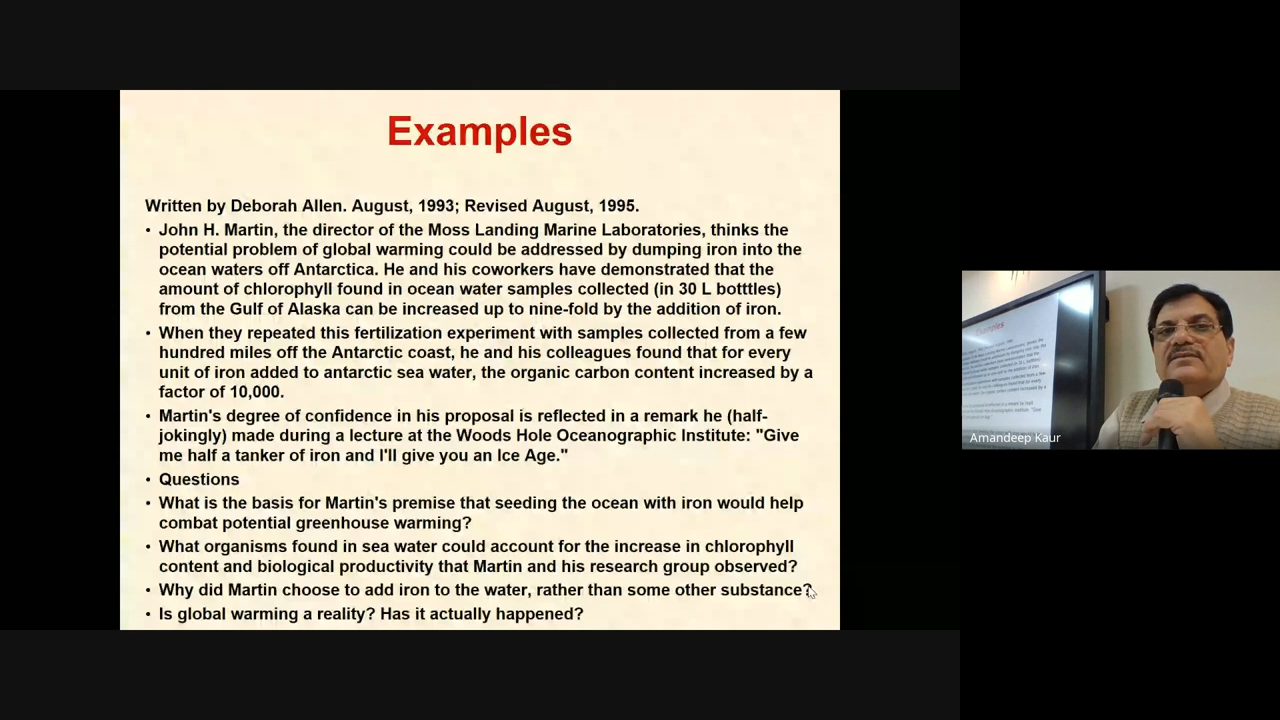 Examples
Written by Deborah Allen. August, 1993; Revised August, 1995.
• John H. Martin, the director of the Moss Landing Marine Laboratories, thinks the
potential problem of global warming could be addressed by dumping iron into the
ocean waters off Antarctica. He and his coworkers have demonstrated that the
amount of chlorophyll found in ocean water samples collected (in 30 L botttles)
from the Gulf of Alaska can be increased up to nine-fold by the addition of iron.
• When they repeated this fertilization experiment with samples collected from a few
hundred miles off the Antarctic coast, he and his colleagues found that for every
unit of iron added to antarctic sea water, the organic carbon content increased by a
factor of 10,000.
• Martin's degree of confidence in his proposal is reflected in a remark he (half-
jokingly) made during a lecture at the Woods Hole Oceanographic Institute: "Give
me half a tanker of iron and I'll give you an Ice Age."
• Questions
• What is the basis for Martin's premise that seeding the ocean with iron would help
combat potential greenhouse warming?
• What organisms found in sea water could account for the increase in chlorophyll
content and biological productivity that Martin and his research group observed?
• Why did Martin choose to add iron to the water, rather than some other substance?
• Is global warming a reality? Has it actually happened?
Examples
Amandeep Kaur